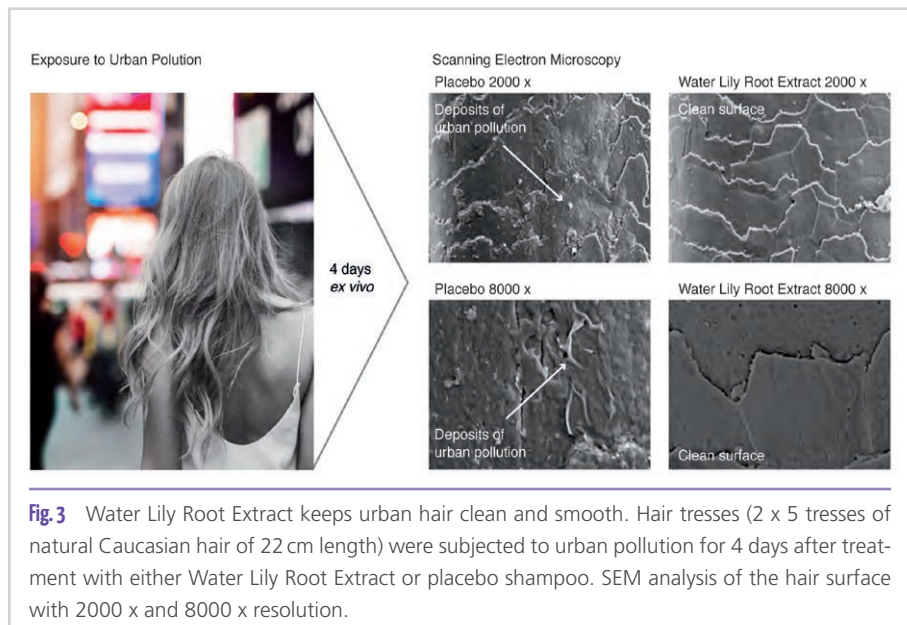 Exposure to Urban Polution
Scanning Electron Microscopy
Placebo 2000 x
Water Lily Root Extract 2000 x
Deposits of
urban pollution
Clean surface
4 days
ex vivo
Placebo 8000 x
Water Lily Root Extract 8000 x
Deposits of
urban pollution
Clean surface
Fig. 3 Water Lily Root Extract keeps urban hair clean and smooth. Hair tresses (2 x 5 tresses of
natural Caucasian hair of 22 cm length) were subjected to urban pollution for 4 days after treat-
ment with either Water Lily Root Extract or placebo shampoo. SEM analysis of the hair surface
with 2000 x and 8000 x resolution.